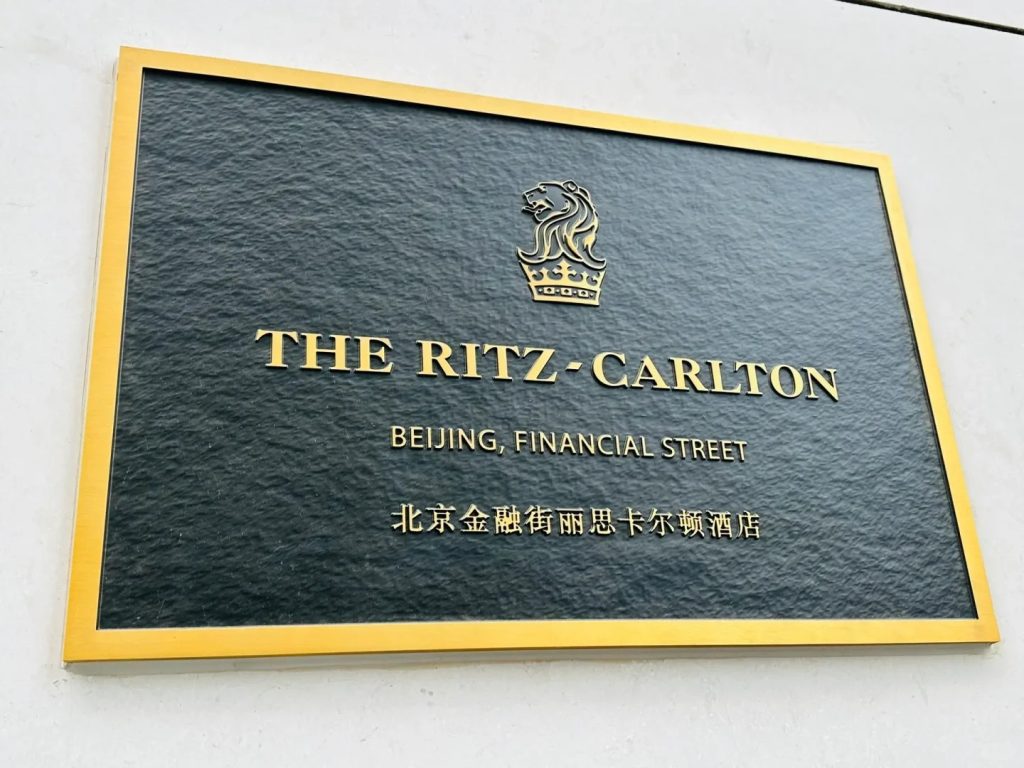 THE RITZ-CARLTON
BEIJING, FINANCIAL STREET
北京金融街丽思卡尔顿酒店